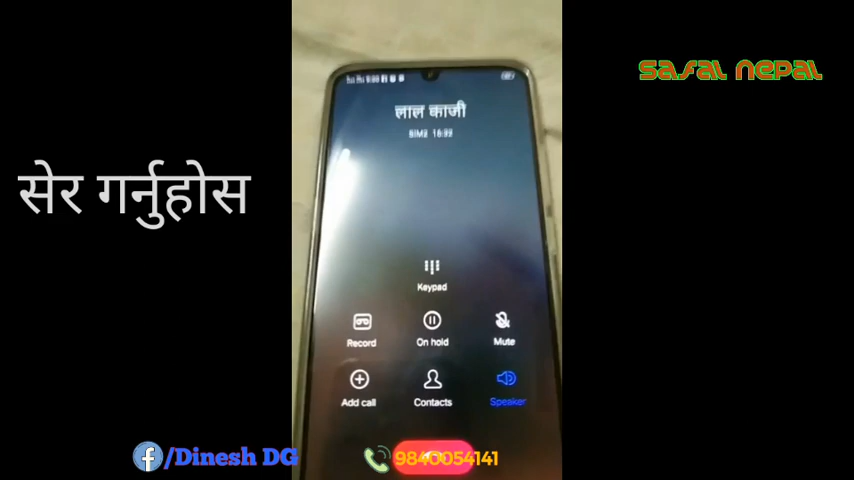 sasal nepal
लाल काजी
सेर गर्नुहोस
Keypad
Record
On hold
Mute
Add call
Contacts
Speaker
/Dinesh DG
9840054141